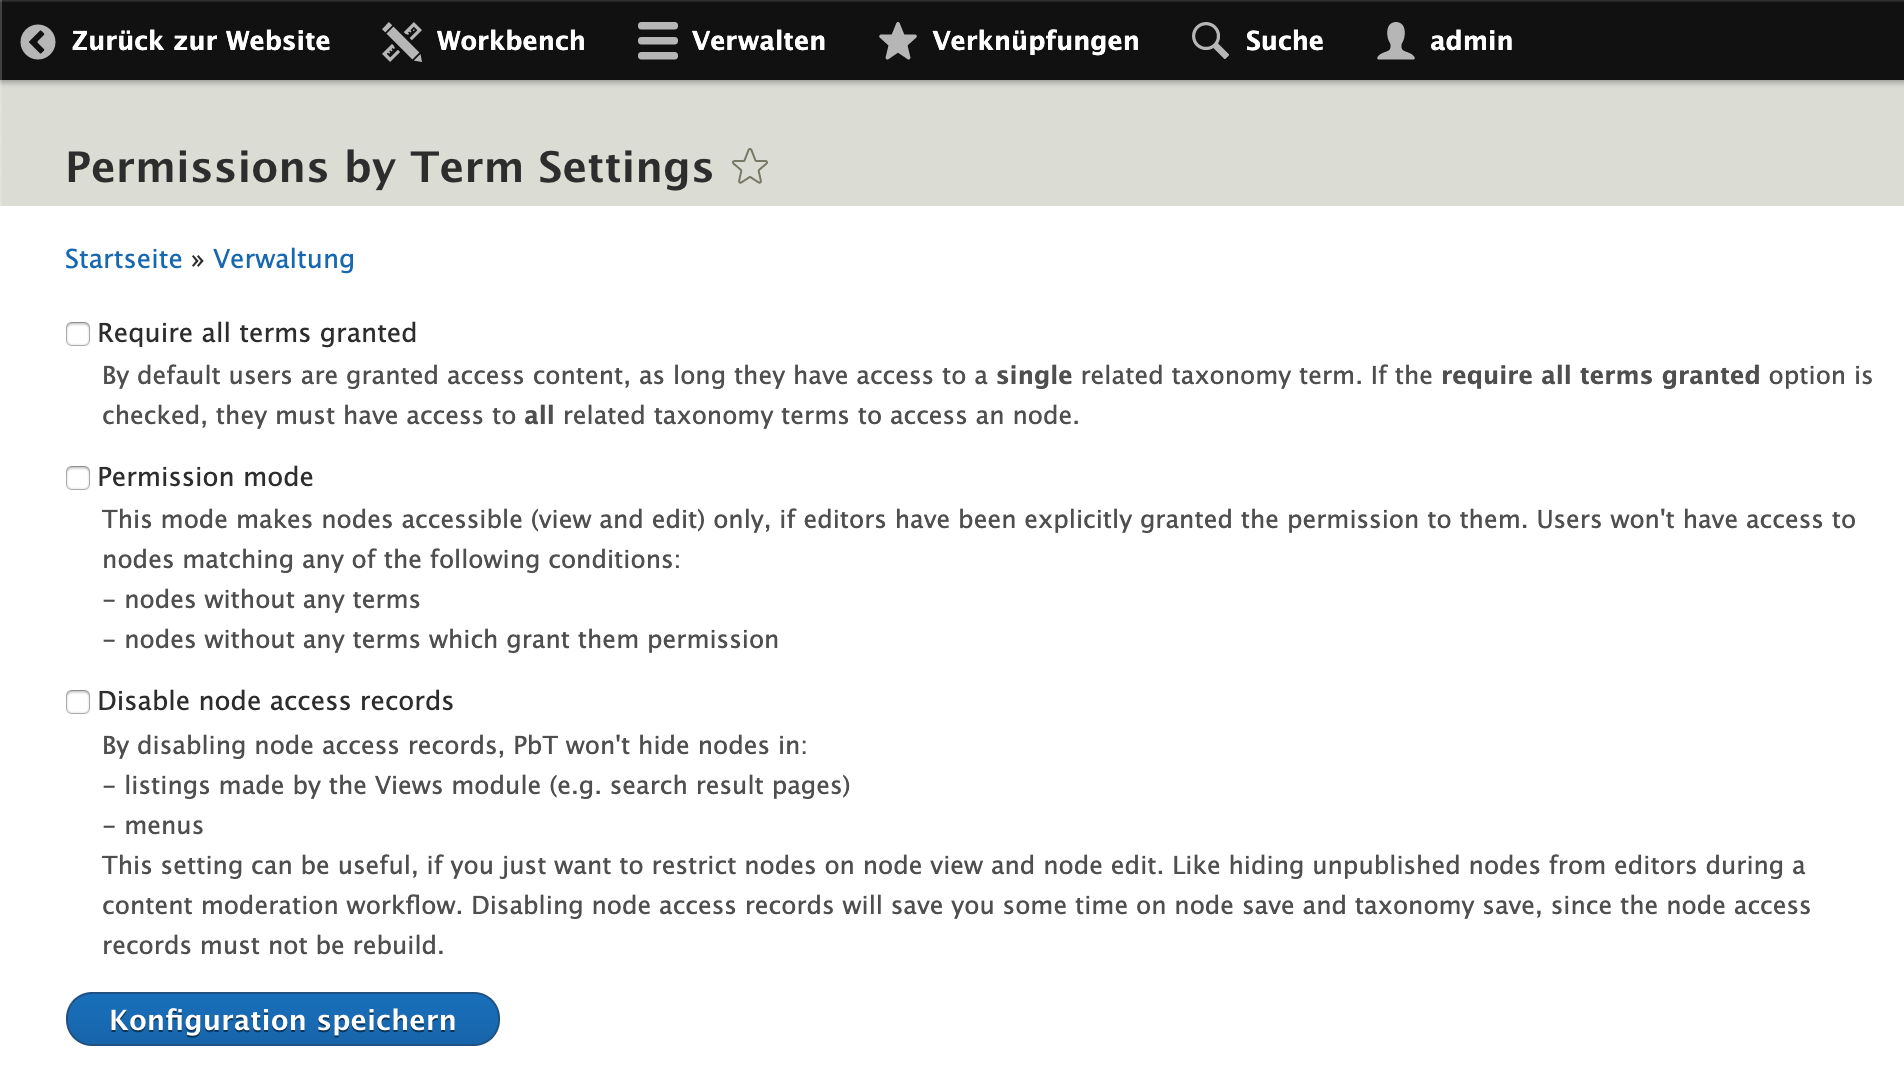 Zurück zur Website Workbench Verwalten Verknüpfungen Suche admin
Permissions by Term Settings
Startseite » Verwaltung
Require all terms granted
By default users are granted access content, as long they have access to a single related taxonomy term. If the require all terms granted option is
checked, they must have access to all related taxonomy terms to access an node.
Permission mode
This mode makes nodes accessible (view and edit) only, if editors have been explicitly granted the permission to them. Users won't have access to
nodes matching any of the following conditions:
– nodes without any terms
– nodes without any terms which grant them permission
Disable node access records
By disabling node access records, PbT won't hide nodes in:
– listings made by the Views module (e.g. search result pages)
– menus
This setting can be useful, if you just want to restrict nodes on node view and node edit. Like hiding unpublished nodes from editors during a
content moderation workflow. Disabling node access records will save you some time on node save and taxonomy save, since the node access
records must not be rebuild.
Konfiguration speichern